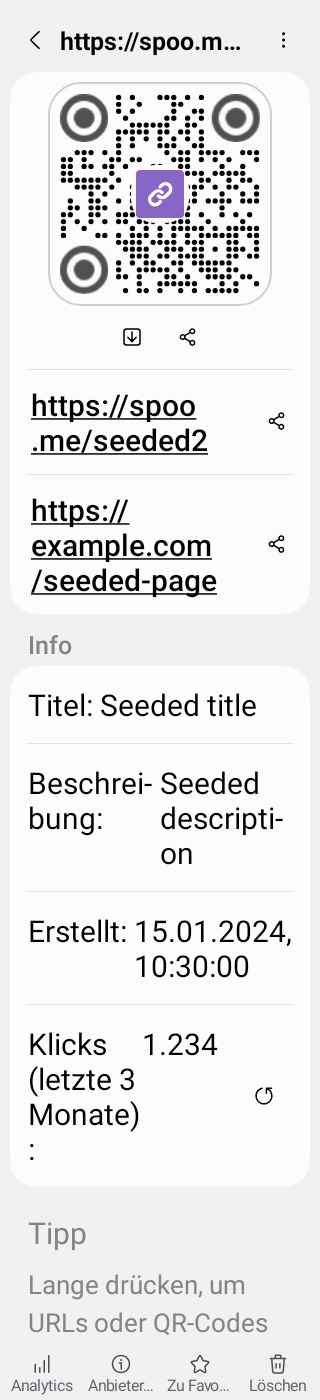 https://spoo.m...
https://spoo
.me/seeded2
https://
example.com
/seeded-page
Info
Titel: Seeded title
Beschrei- Seeded
bung: descripti-
on
Erstellt: 15.01.2024,
10:30:00
Klicks 1.234
(letzte 3
Monate)
:
Tipp
Lange drücken, um
URLs oder QR-Codes
Analytics Anbieter... Zu Favo... Löschen